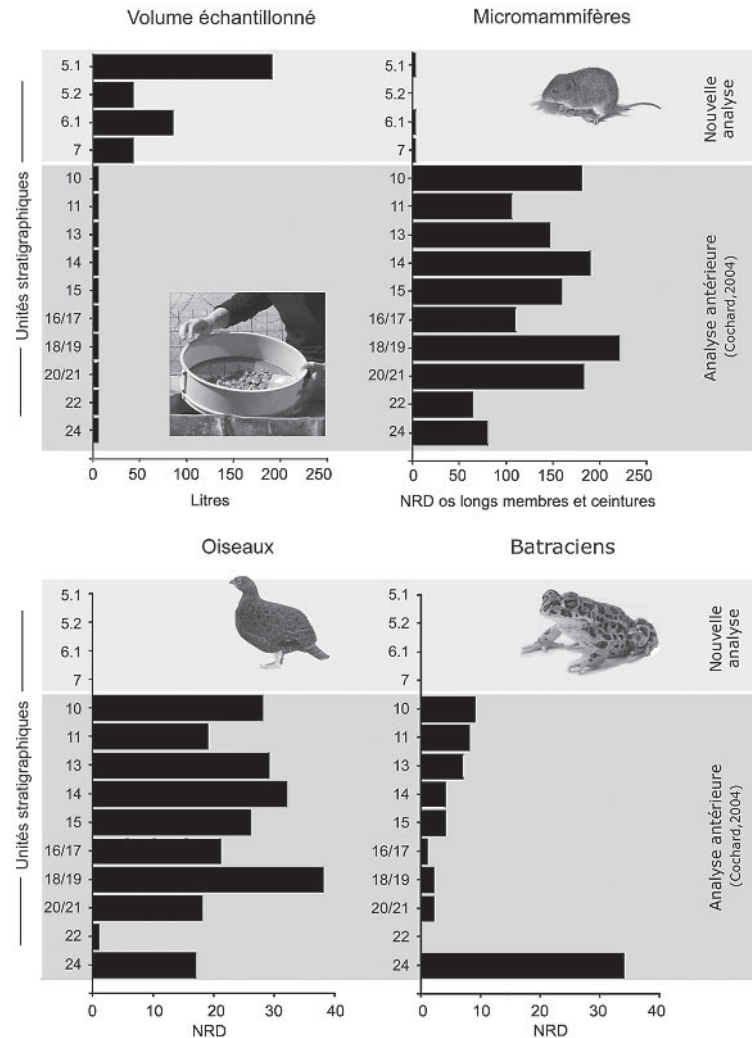 Volume échantillonné
Micromammifères
Unités stratigraphiques
5.1
5.2
6.1
7
10
11
13
14
15
16/17
18/19
20/21
22
24
0 50 100 150 200 250
Litres
5.1
5.2
6.1
7
10
11
13
14
15
16/17
18/19
20/21
22
24
0 50 100 150 200 250
NRD os longs membres et ceintures
Nouvelle
analyse
Analyse antérieure
(Cochard,2004)
Oiseaux
Batraciens
Unités stratigraphiques
5.1
5.2
6.1
7
10
11
13
14
15
16/17
18/19
20/21
22
24
0 10 20 30 40
NRD
5.1
5.2
6.1
7
10
11
13
14
15
16/17
18/19
20/21
22
24
0 10 20 30 40
NRD
Nouvelle
analyse
Analyse antérieure
(Cochard,2004)